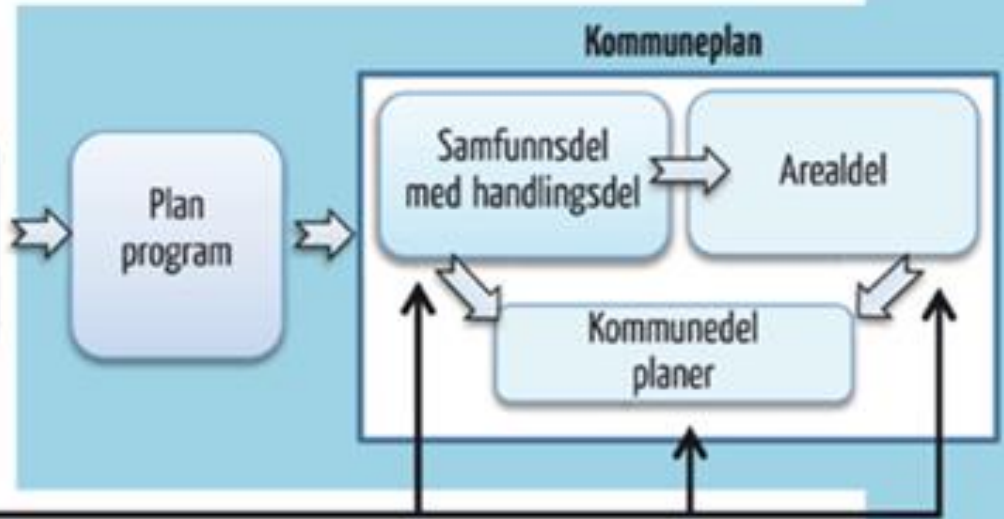 Kommuneplan
Plan
program
Samfunnsdel
med handlingsdel
Arealdel
Kommunedel
planer